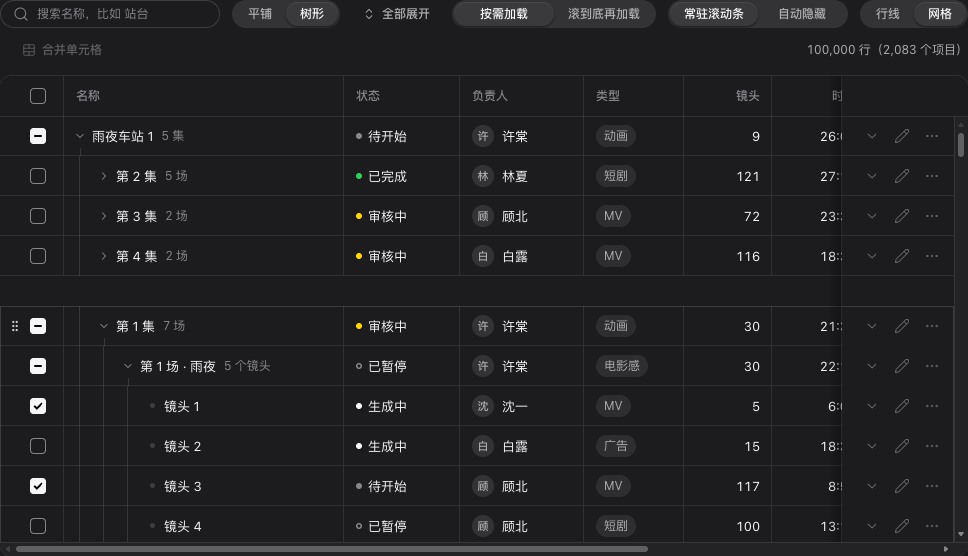 搜索名称，比如 站台 平铺 树形 全部展开 按需加载 滚到底再加载 常驻滚动条 自动隐藏 行线 网格
合并单元格 100,000 行（2,083 个项目）
名称 状态 负责人 类型 镜头
雨夜车站 1 5 集 待开始 许 许棠 动画 9
第 2 集 5 场 已完成 林 林夏 短剧 121
第 3 集 2 场 审核中 顾 顾北 MV 72
第 4 集 2 场 审核中 白 白露 MV 116
第 1 集 7 场 审核中 许 许棠 动画 30
第 1 场 · 雨夜 5 个镜头 已暂停 许 许棠 电影感 30
镜头 1 生成中 沈 沈一 MV 5
镜头 2 生成中 白 白露 广告 15
镜头 3 待开始 顾 顾北 MV 117
镜头 4 已暂停 顾 顾北 短剧 100